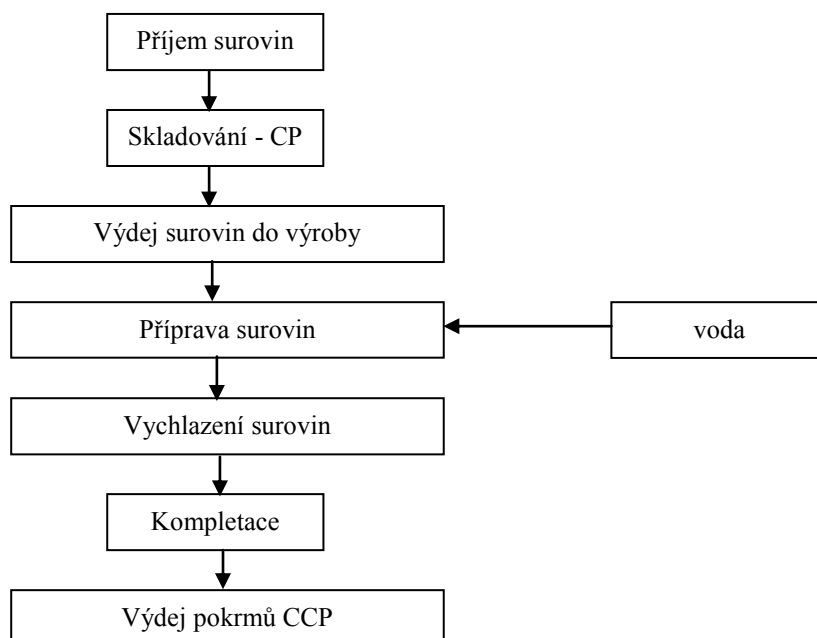 Příjem surovin
Skladování - CP
Výdej surovin do výroby
Příprava surovin
voda
Vychlazení surovin
Kompletace
Výdej pokrmů CCP